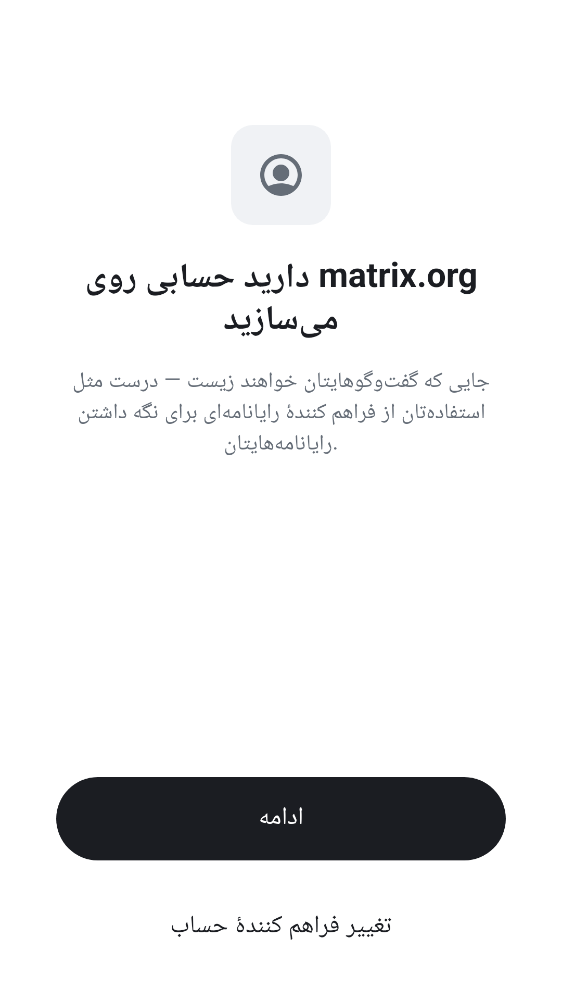 دارید حسابی روی matrix.org
می‌سازید
جایی که گفت‌وگوهایتان خواهند زیست — درست مثل
استفاده‌تان از فراهم کنندهٔ رایانامه‌ای برای نگه داشتن
رایانامه‌هایتان.
ادامه
تغییر فراهم کنندهٔ حساب